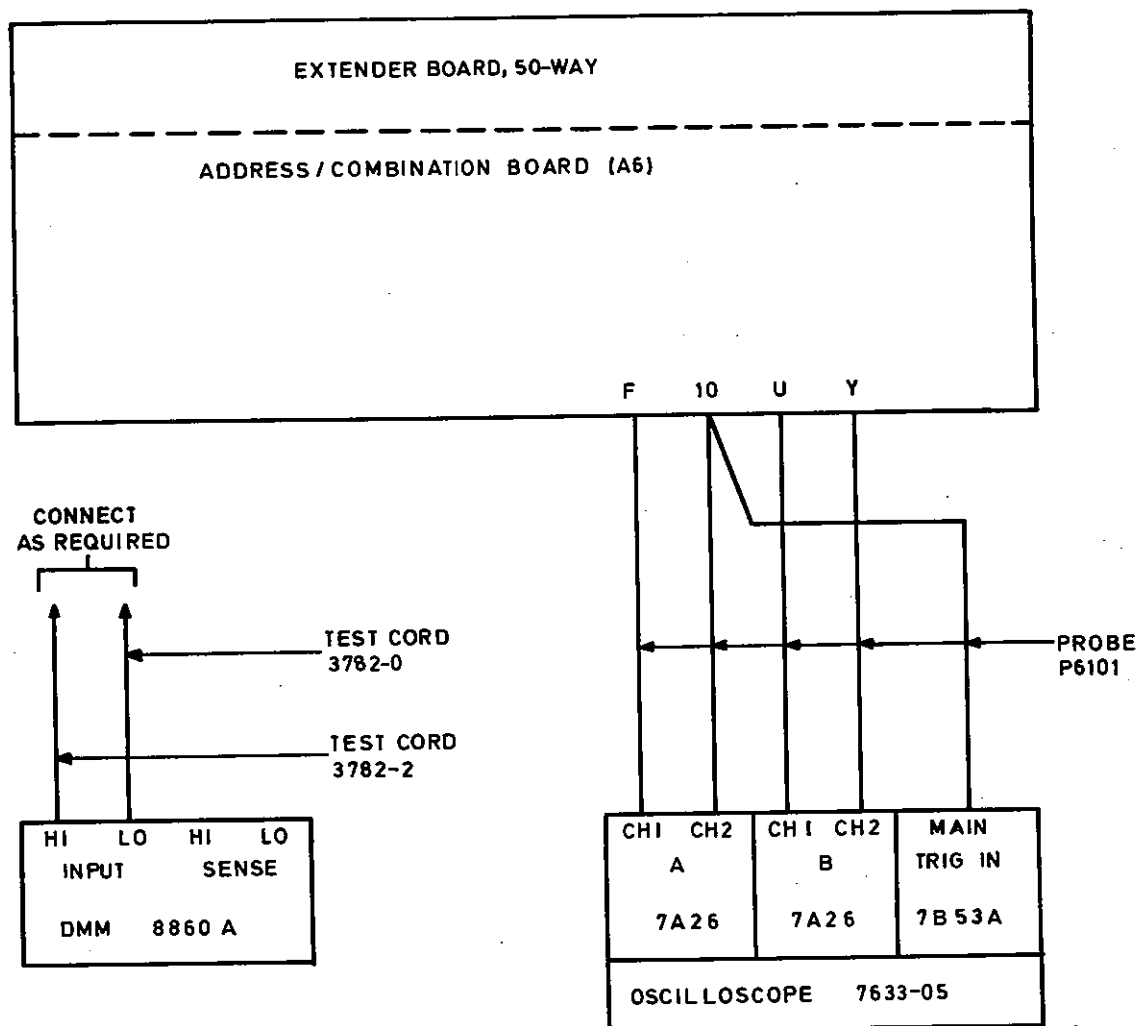 EXTENDER BOARD, 50-WAY
ADDRESS / COMBINATION BOARD (A6)
F 10 U Y
CONNECT
AS REQUIRED
TEST CORD
3782-0
PROBE
P6101
TEST CORD
3782-2
HI LO HI LO
INPUT SENSE
DMM 8860 A
CH1 CH2 CH1 CH2 MAIN
A B TRIG IN
7A26 7A26 7B53A
OSCILLOSCOPE 7633-05